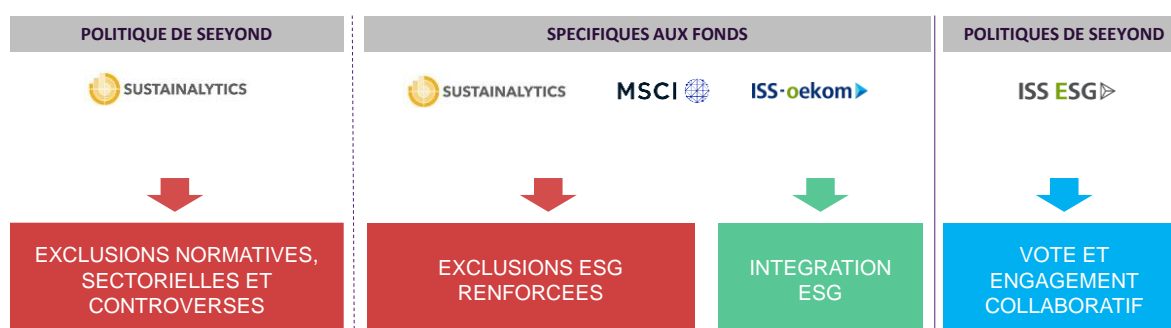 POLITIQUE DE SEEYOND
SPECIFIQUES AUX FONDS
POLITIQUES DE SEEYOND
SUSTAINALYTICS
SUSTAINALYTICS
MSCI
ISS-oekom
ISS ESG
EXCLUSIONS NORMATIVES,
SECTORIELLES ET
CONTROVERSES
EXCLUSIONS ESG
RENFORCEES
INTEGRATION
ESG
VOTE ET
ENGAGEMENT
COLLABORATIF